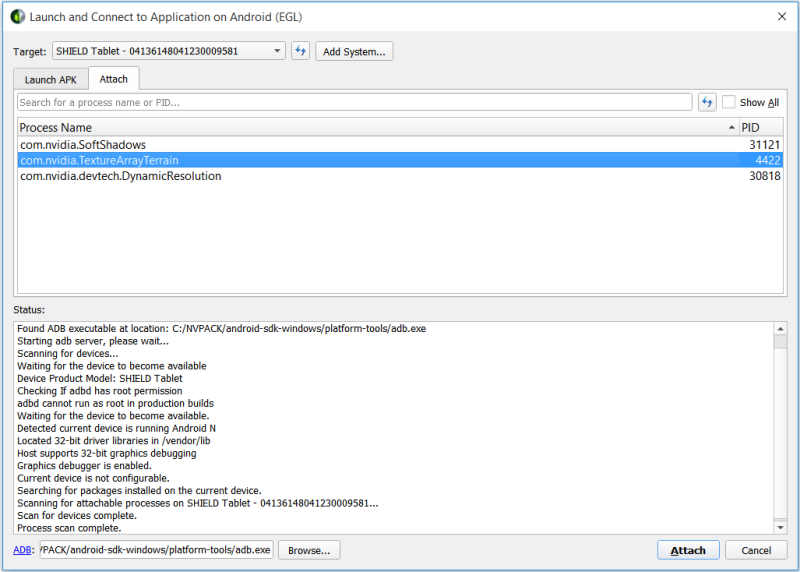 Launch and Connect to Application on Android (EGL)
Target: SHIELD Tablet - 04136148041230009581 Add System...
Launch APK Attach
Search for a process name or PID... Show All
Process Name PID
com.nvidia.SoftShadows 31121
com.nvidia.TextureArrayTerrain 4422
com.nvidia.devtech.DynamicResolution 30818
Status:
Found ADB executable at location: C:/NVPACK/android-sdk-windows/platform-tools/adb.exe
Starting adb server, please wait...
Scanning for devices...
Waiting for the device to become available
Device Product Model: SHIELD Tablet
Checking If adbd has root permission
adbd cannot run as root in production builds
Waiting for the device to become available.
Detected current device is running Android N
Located 32-bit driver libraries in /vendor/lib
Host supports 32-bit graphics debugging
Graphics debugger is enabled.
Current device is not configurable.
Searching for packages installed on the current device.
Scanning for attachable processes on SHIELD Tablet - 04136148041230009581...
Scan for devices complete.
Process scan complete.
ADB: /PACK/android-sdk-windows/platform-tools/adb.exe Browse... Attach Cancel